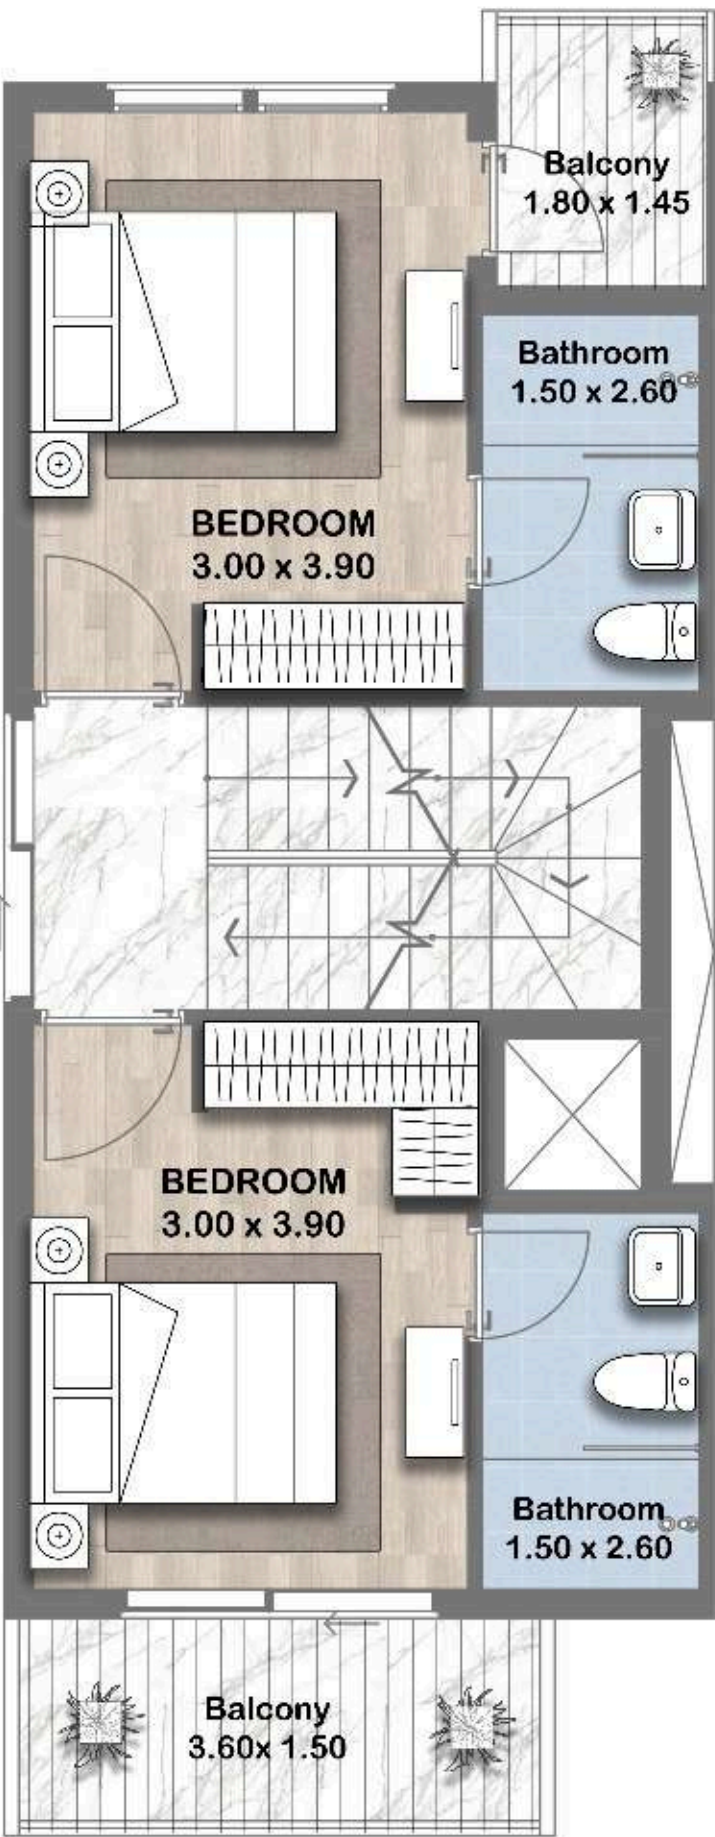 Balcony
1.80 x 1.45
Bathroom
1.50 x 2.60
BEDROOM
3.00 x 3.90
BEDROOM
3.00 x 3.90
Bathroom
1.50 x 2.60
Balcony
3.60x 1.50